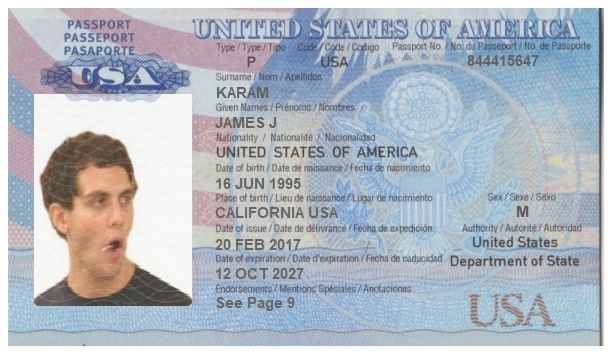 PASSPORT
PASSEPORT
PASAPORTE
USA
UNITED STATES OF AMERICA
Type / Type / Tipo Code / Code / Codigo Passport No. / No. du Passeport / No. de Pasaporte
P USA 844415647
Surname / Nom / Apellidos
KARAM
Given Names / Prénoms / Nombres
JAMES J
Nationality / Nationalité / Nacionalidad
UNITED STATES OF AMERICA
Date of birth / Date de naissance / Fecha de nacimiento
16 JUN 1995
Place of birth / Lieu de naissance / Lugar de nacimiento Sex / Sexe / Sexo
CALIFORNIA USA M
Date of issue / Date de délivrance / Fecha de expedición Authority / Autorité / Autoridad
20 FEB 2017 United States
Date of expiration / Date d'expiration / Fecha de caducidad Department of State
12 OCT 2027
Endorsements / Mentions Spéciales / Anotaciones
See Page 9
USA